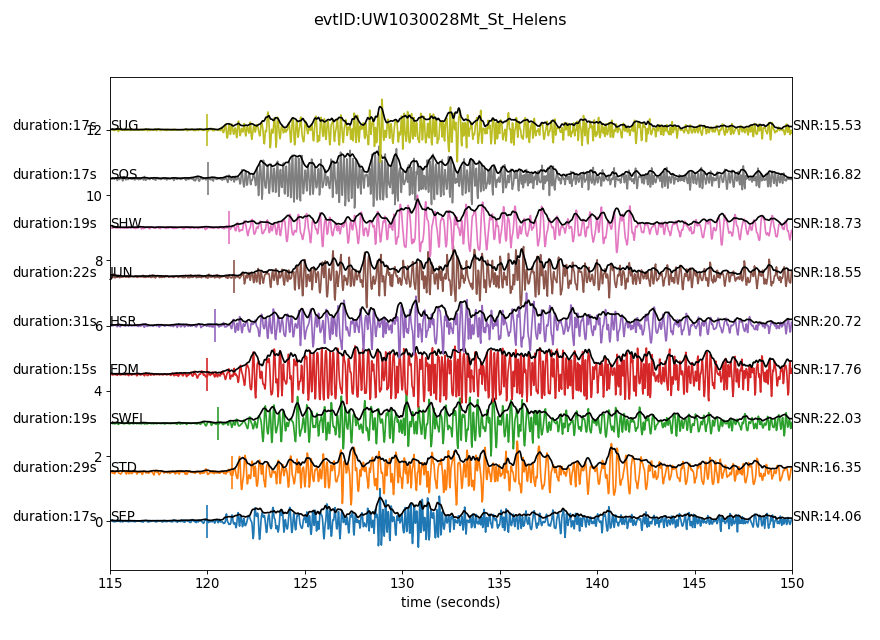 evtID:UW1030028Mt_St_Helens
duration:17s 12 SUG SNR:15.53
duration:17s SOS SNR:16.82
10
duration:19s SHW SNR:18.73
8
duration:22s JUN SNR:18.55
duration:31s 6 HSR SNR:20.72
duration:15s EDM SNR:17.76
4
duration:19s SWFL SNR:22.03
2
duration:29s STD SNR:16.35
duration:17s 0 SEP SNR:14.06
115 120 125 130 135 140 145 150
time (seconds)